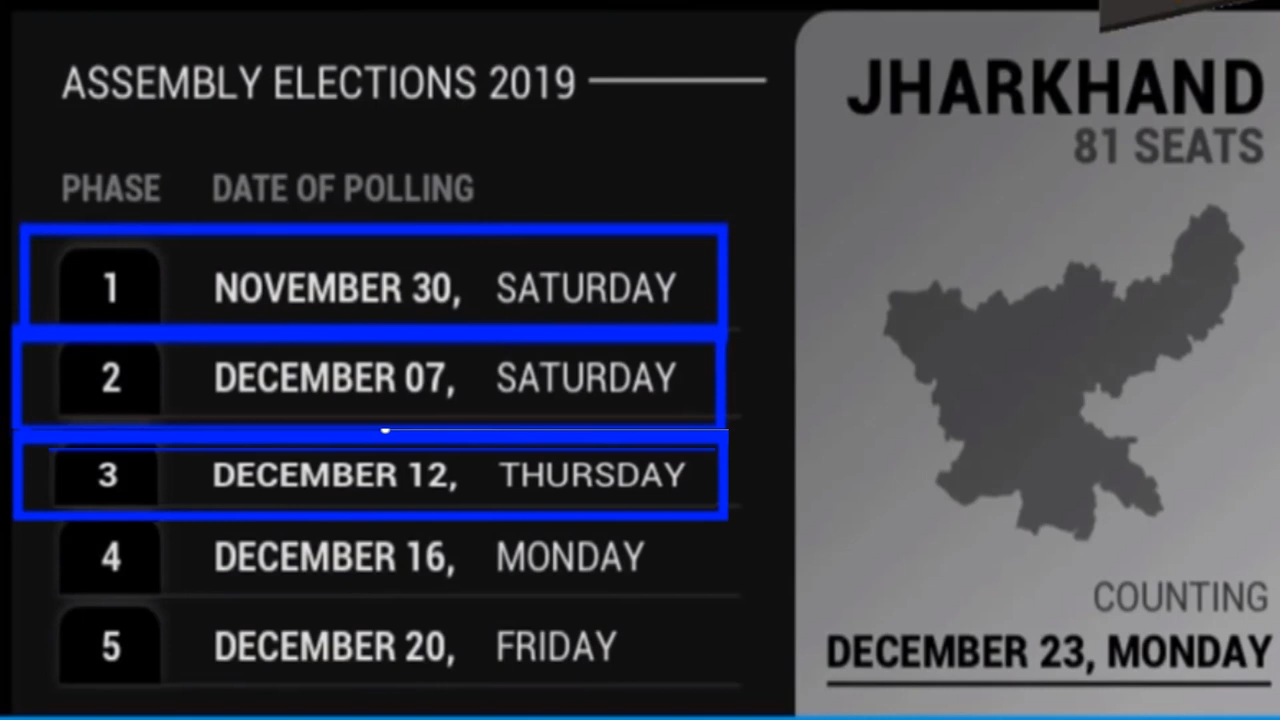 ASSEMBLY ELECTIONS 2019
PHASE DATE OF POLLING
1 NOVEMBER 30, SATURDAY
2 DECEMBER 07, SATURDAY
3 DECEMBER 12, THURSDAY
4 DECEMBER 16, MONDAY
5 DECEMBER 20, FRIDAY
JHARKHAND
81 SEATS
COUNTING
DECEMBER 23, MONDAY